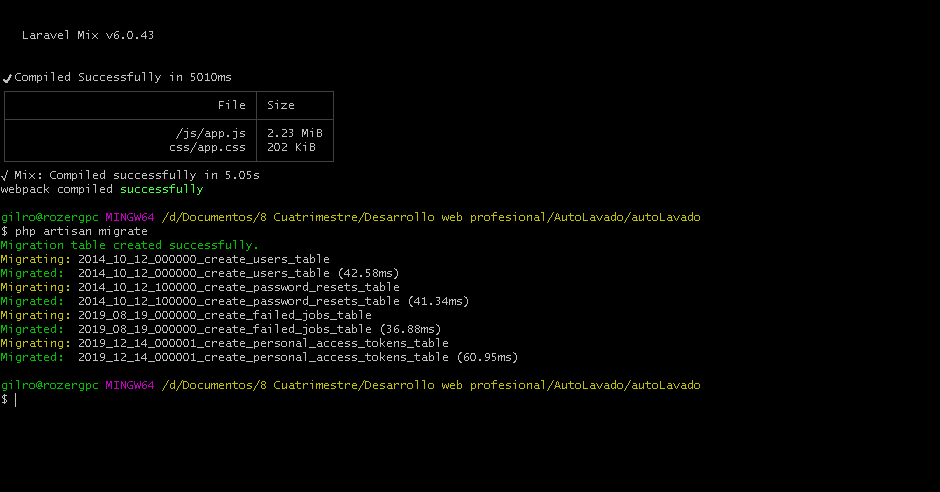 Laravel Mix v6.0.43
✔ Compiled Successfully in 5010ms
File | Size
/js/app.js | 2.23 MiB
css/app.css | 202 KiB
√ Mix: Compiled successfully in 5.05s
webpack compiled successfully
gilro@rozergpc MINGW64 /d/Documentos/8 Cuatrimestre/Desarrollo web profesional/AutoLavado/autoLavado
$ php artisan migrate
Migration table created successfully.
Migrating: 2014_10_12_000000_create_users_table
Migrated:  2014_10_12_000000_create_users_table (42.58ms)
Migrating: 2014_10_12_100000_create_password_resets_table
Migrated:  2014_10_12_100000_create_password_resets_table (41.34ms)
Migrating: 2019_08_19_000000_create_failed_jobs_table
Migrated:  2019_08_19_000000_create_failed_jobs_table (36.88ms)
Migrating: 2019_12_14_000001_create_personal_access_tokens_table
Migrated:  2019_12_14_000001_create_personal_access_tokens_table (60.95ms)
gilro@rozergpc MINGW64 /d/Documentos/8 Cuatrimestre/Desarrollo web profesional/AutoLavado/autoLavado
$